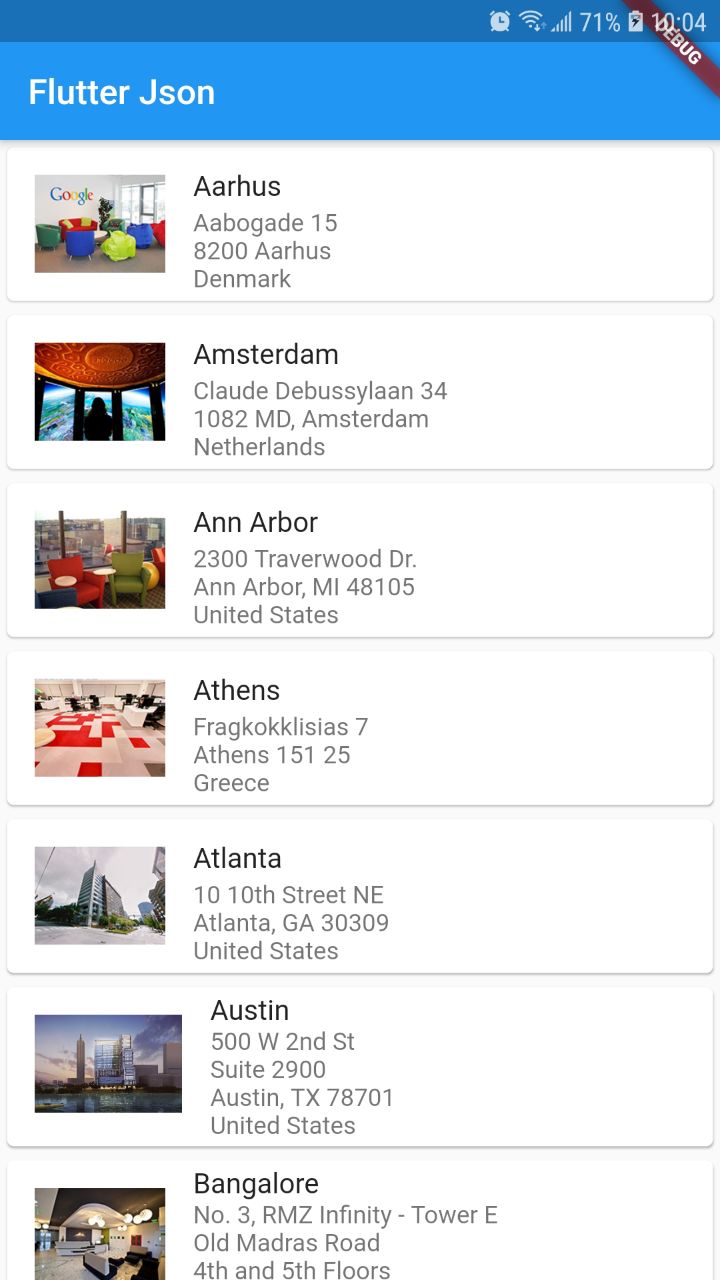 71% 10:04
DEBUG
Flutter Json
Google
Aarhus
Aabogade 15
8200 Aarhus
Denmark
Amsterdam
Claude Debussylaan 34
1082 MD, Amsterdam
Netherlands
Ann Arbor
2300 Traverwood Dr.
Ann Arbor, MI 48105
United States
Athens
Fragkokklisias 7
Athens 151 25
Greece
Atlanta
10 10th Street NE
Atlanta, GA 30309
United States
Austin
500 W 2nd St
Suite 2900
Austin, TX 78701
United States
Bangalore
No. 3, RMZ Infinity - Tower E
Old Madras Road
4th and 5th Floors